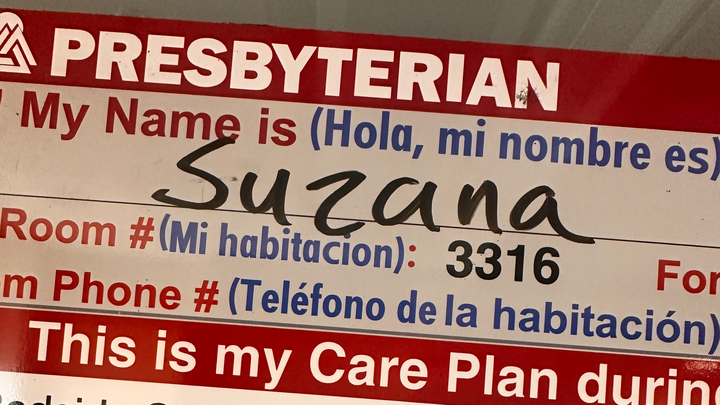 PRESBYTERIAN
My Name is (Hola, mi nombre es)
Suzana
Room # (Mi habitacion): 3316 For
Phone # (Teléfono de la habitación)
This is my Care Plan during